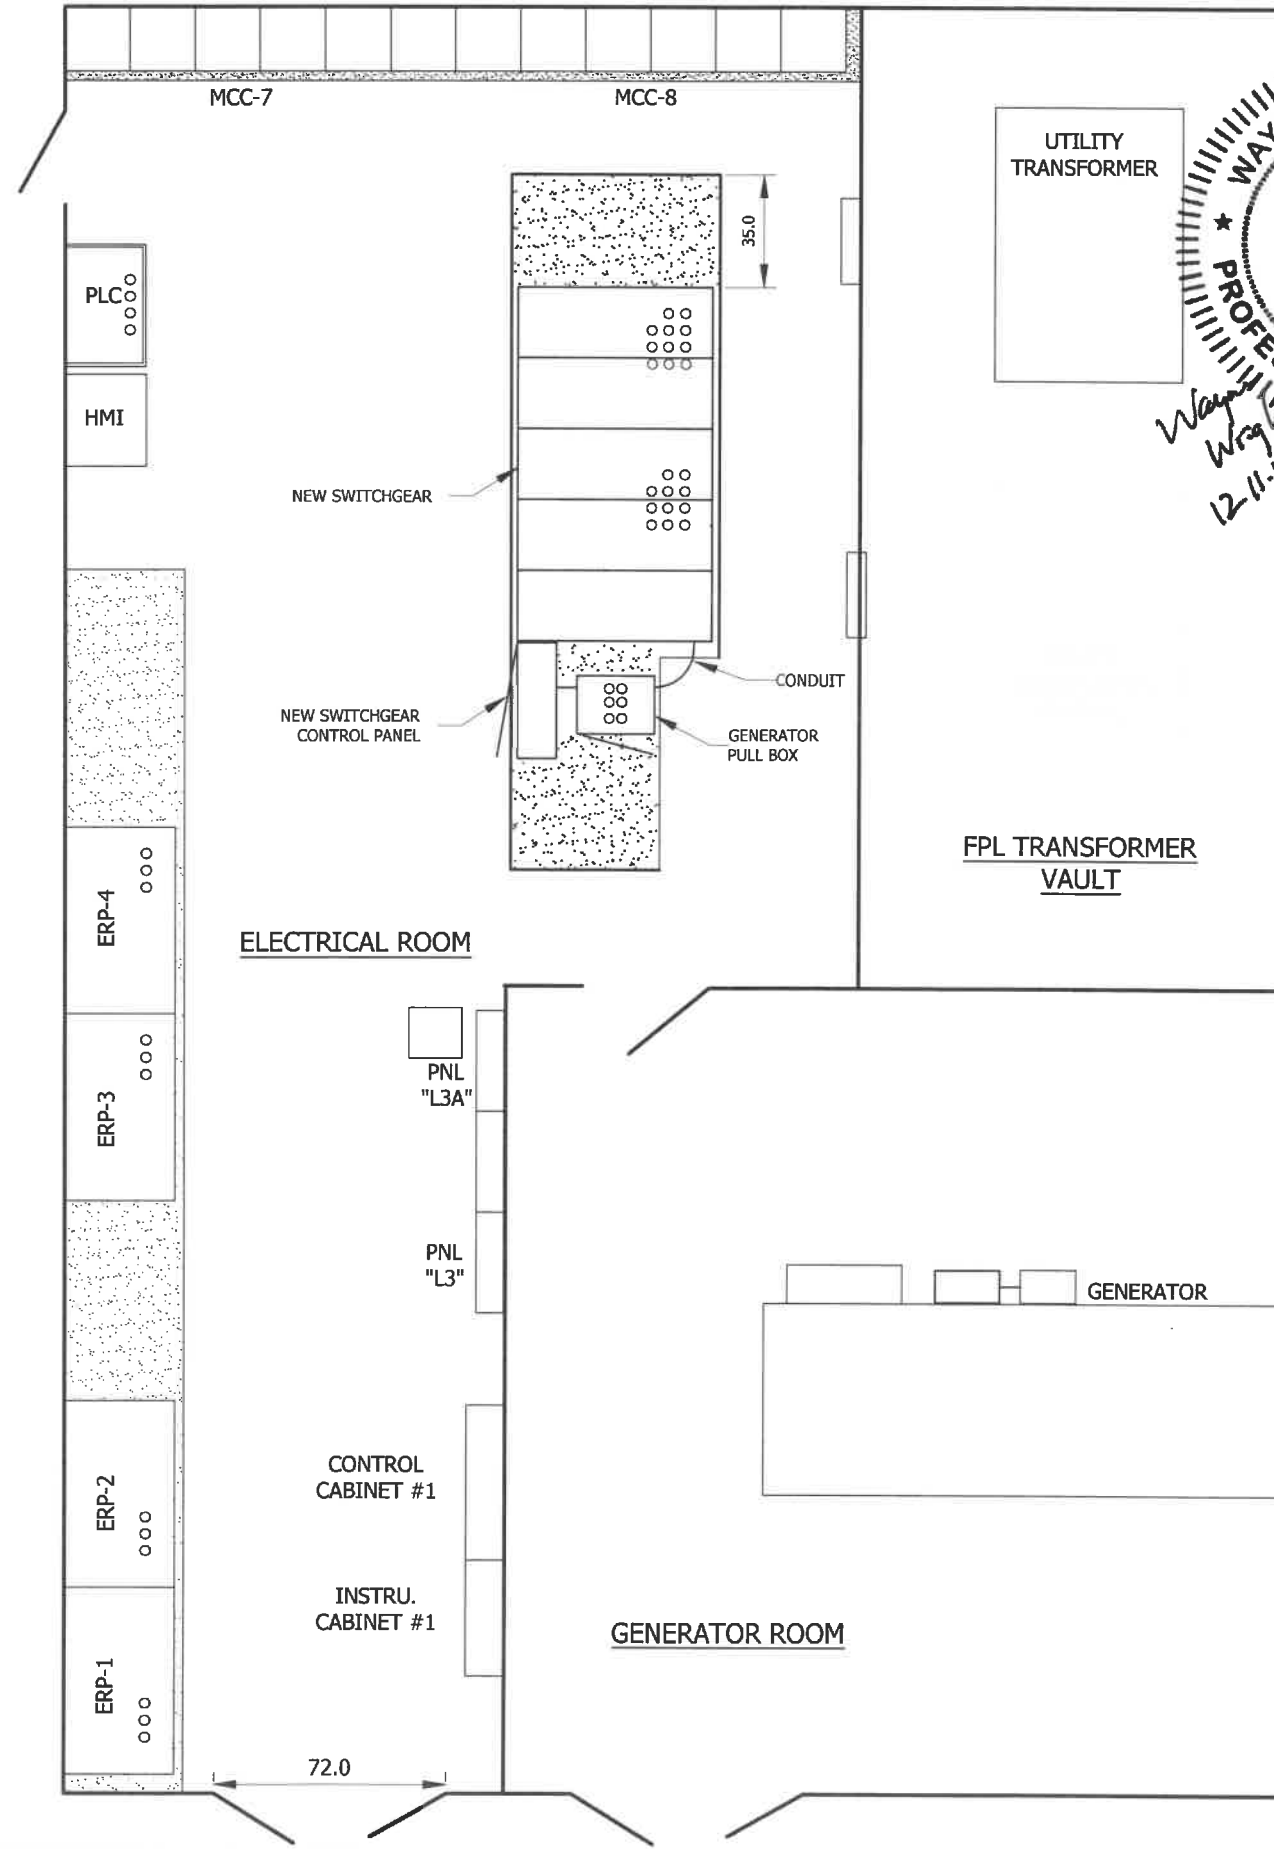 MCC-7
MCC-8
UTILITY
TRANSFORMER
WAY
★ PROFE
35.0
PLC
HMI
NEW SWITCHGEAR
CONDUIT
NEW SWITCHGEAR
CONTROL PANEL
GENERATOR
PULL BOX
FPL TRANSFORMER
VAULT
ERP-4
ELECTRICAL ROOM
PNL
"L3A"
ERP-3
PNL
"L3"
GENERATOR
CONTROL
CABINET #1
ERP-2
INSTRU.
CABINET #1
GENERATOR ROOM
ERP-1
72.0